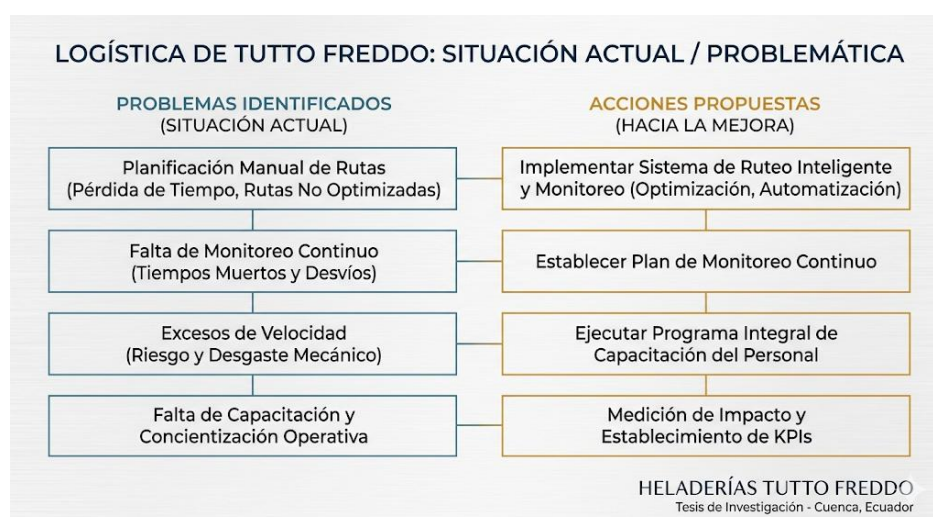 LOGÍSTICA DE TUTTO FREDDO: SITUACIÓN ACTUAL / PROBLEMÁTICA
PROBLEMAS IDENTIFICADOS
(SITUACIÓN ACTUAL)
ACCIONES PROPUESTAS
(HACIA LA MEJORA)
Planificación Manual de Rutas
(Pérdida de Tiempo, Rutas No Optimizadas)
Implementar Sistema de Ruteo Inteligente
y Monitoreo (Optimización, Automatización)
Falta de Monitoreo Continuo
(Tiempos Muertos y Desvíos)
Establecer Plan de Monitoreo Continuo
Excesos de Velocidad
(Riesgo y Desgaste Mecánico)
Ejecutar Programa Integral de
Capacitación del Personal
Falta de Capacitación y
Concientización Operativa
Medición de Impacto y
Establecimiento de KPIs
HELADERÍAS TUTTO FREDDO
Tesis de Investigación - Cuenca, Ecuador